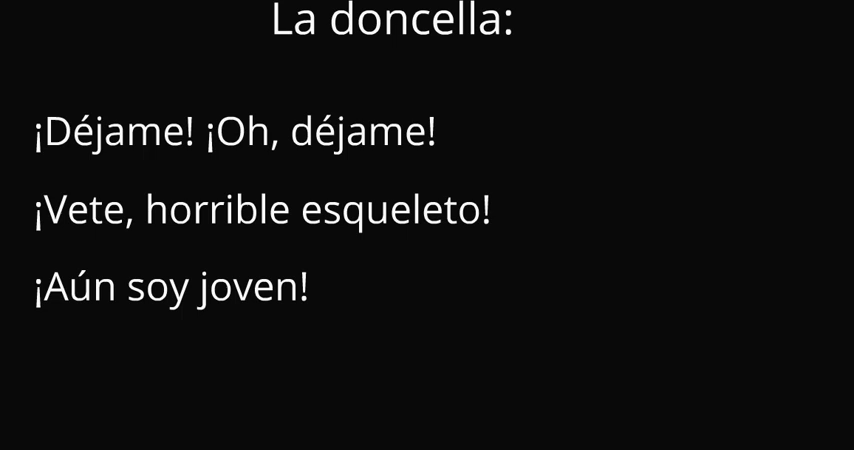 La doncella:
¡Déjame! ¡Oh, déjame!
¡Vete, horrible esqueleto!
¡Aún soy joven!